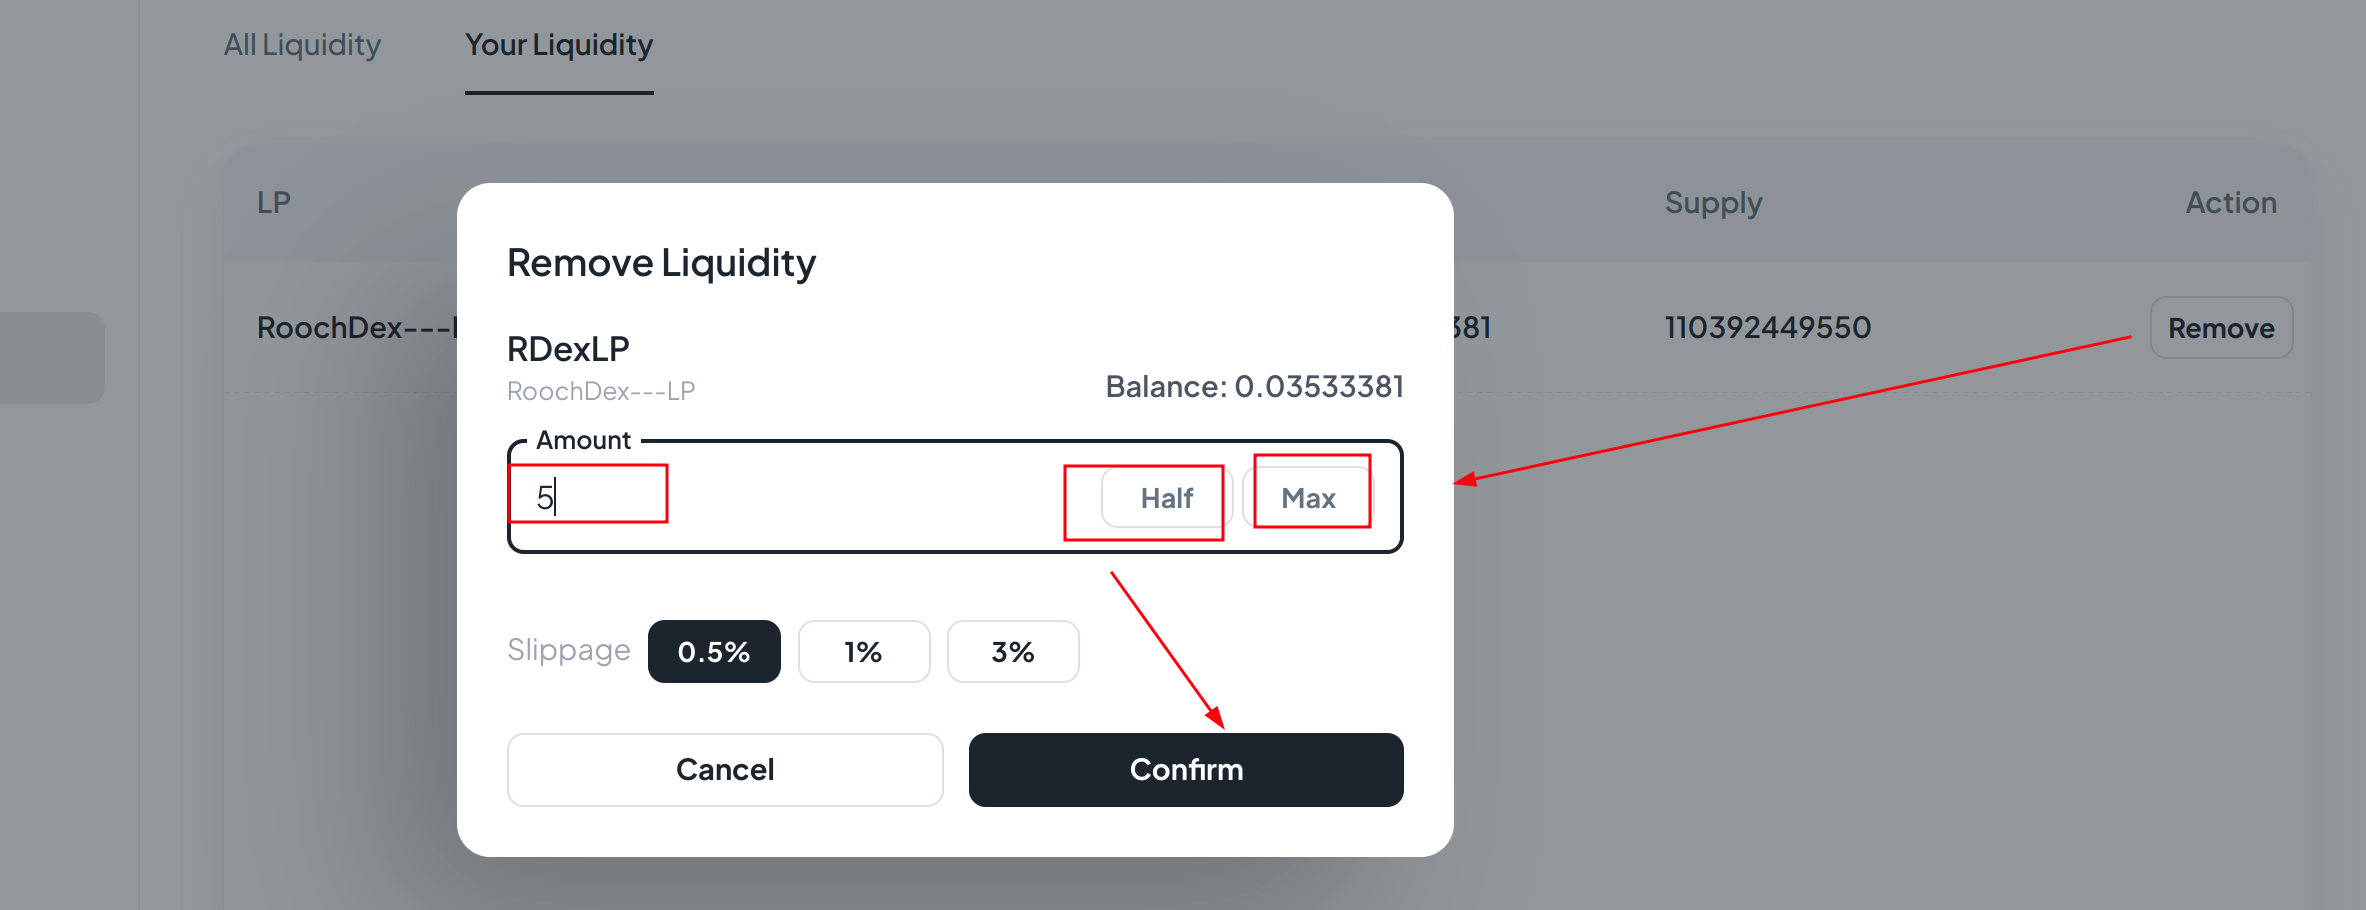 All Liquidity Your Liquidity
LP Supply Action
Remove Liquidity
RoochDex--- 381 110392449550 Remove
RDexLP
RoochDex---LP
Balance: 0.03533381
Amount
5 Half Max
Slippage 0.5% 1% 3%
Cancel Confirm